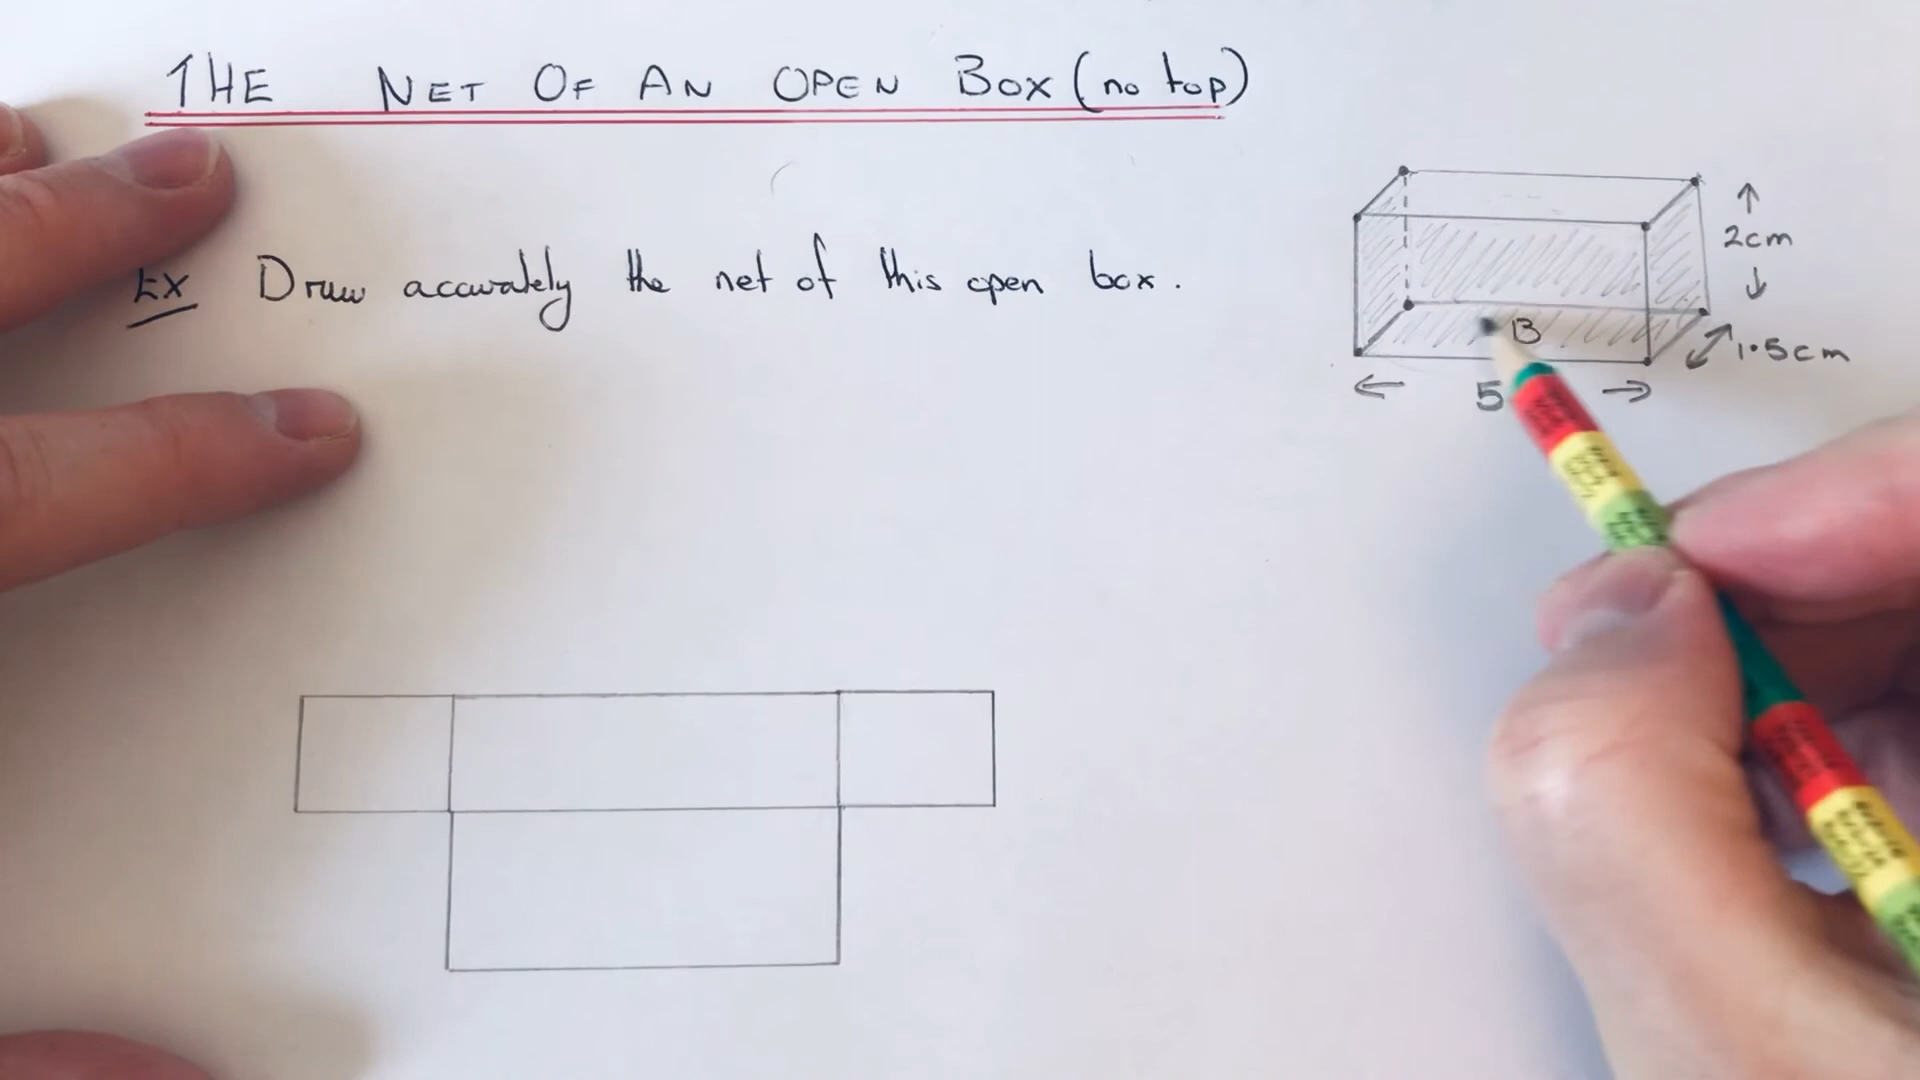 THE NET OF AN OPEN BOX (no top)
Ex Draw accurately the net of this open box.
2cm
B
1.5cm
5